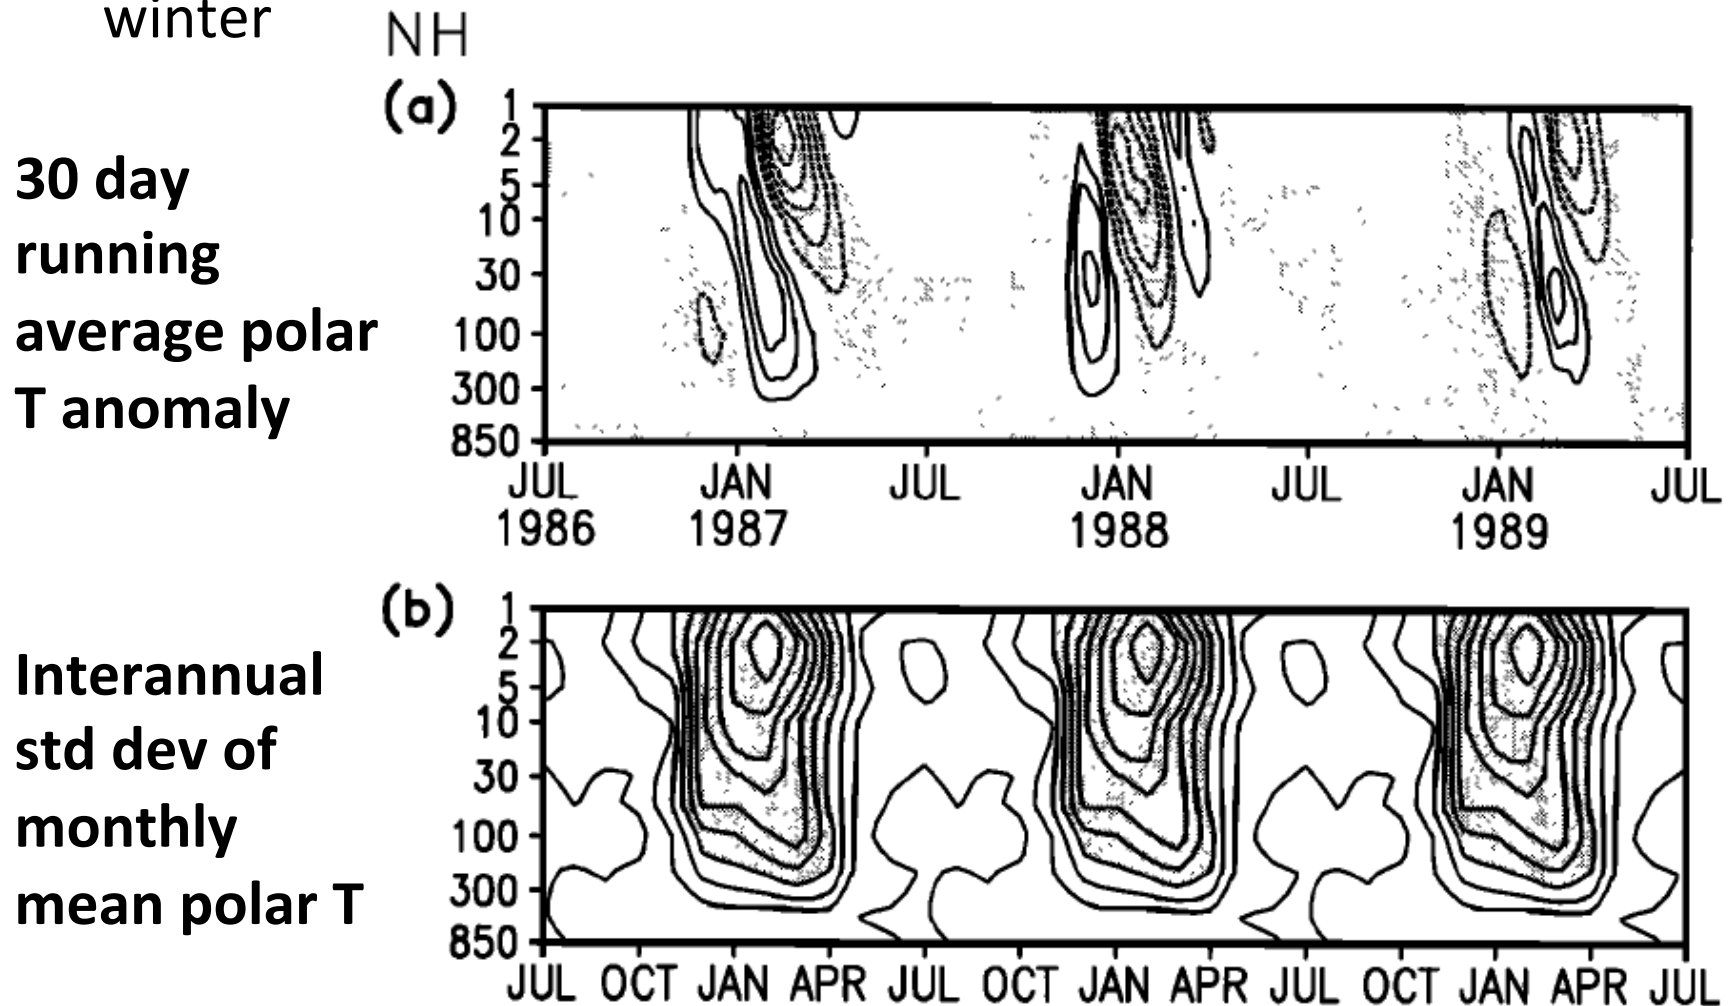 winter
NH
(a)
30 day
running
average polar
T anomaly
1
2
5
10
30
100
300
850
JUL JAN JUL JAN JUL JAN JUL
1986 1987 1988 1989
(b)
Interannual
std dev of
monthly
mean polar T
1
2
5
10
30
100
300
850
JUL OCT JAN APR JUL OCT JAN APR JUL OCT JAN APR JUL